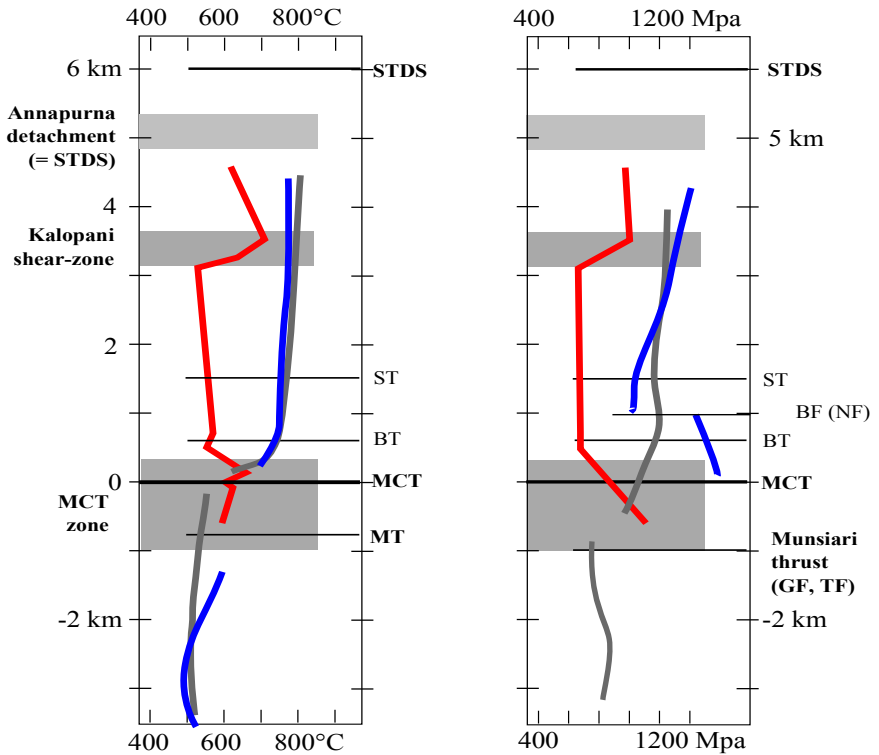 400 600 800°C
400 1200 Mpa
6 km
STDS
STDS
Annapurna
detachment
(= STDS)
5 km
4
Kalopani
shear-zone
2
ST
ST
BF (NF)
BT
BT
0
MCT
MCT
MCT
zone
MT
Munsiari
thrust
(GF, TF)
-2 km
-2 km
400 600 800°C
400 1200 Mpa